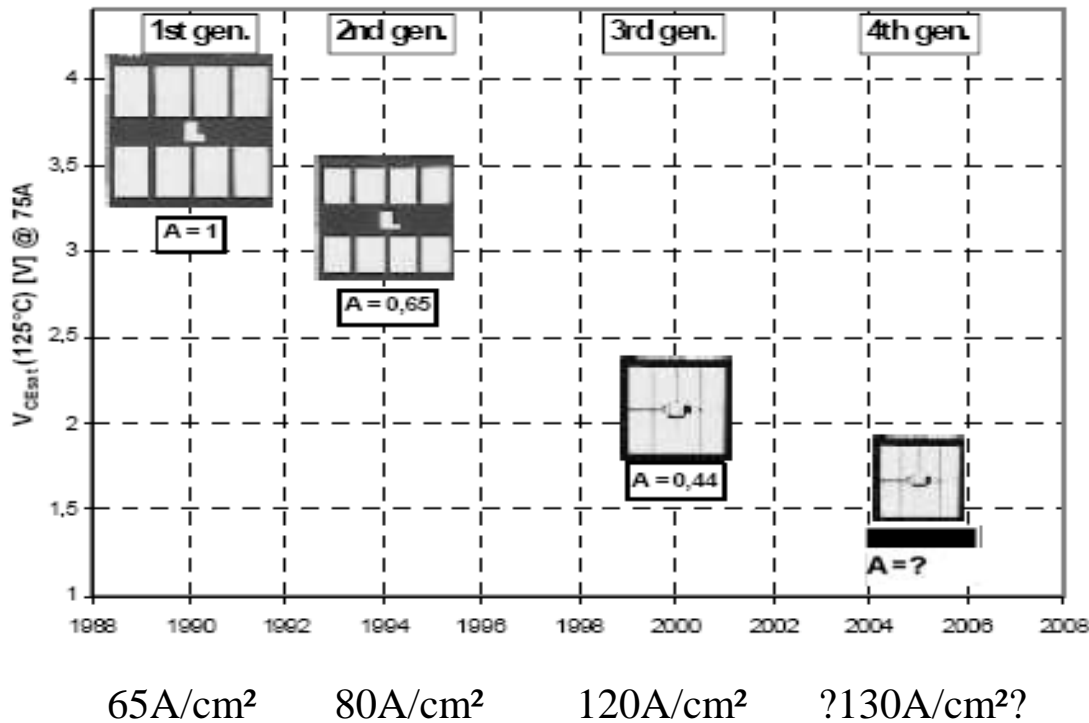 1st gen. 2nd gen. 3rd gen. 4th gen.
4
3,5
3
2,5
2
1,5
1
V_CEsat (125°C) [V] @ 75A
A = 1
A = 0,65
A = 0,44
A = ?
1988 1990 1992 1994 1996 1998 2000 2002 2004 2006 2008
65A/cm² 80A/cm² 120A/cm² ?130A/cm²?